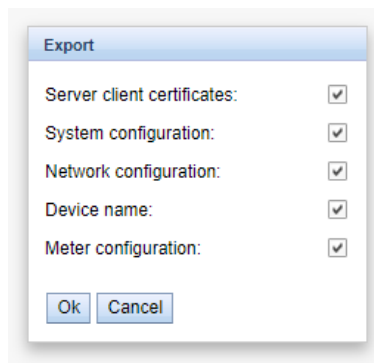 Export
Server client certificates:
System configuration:
Network configuration:
Device name:
Meter configuration:
Ok Cancel